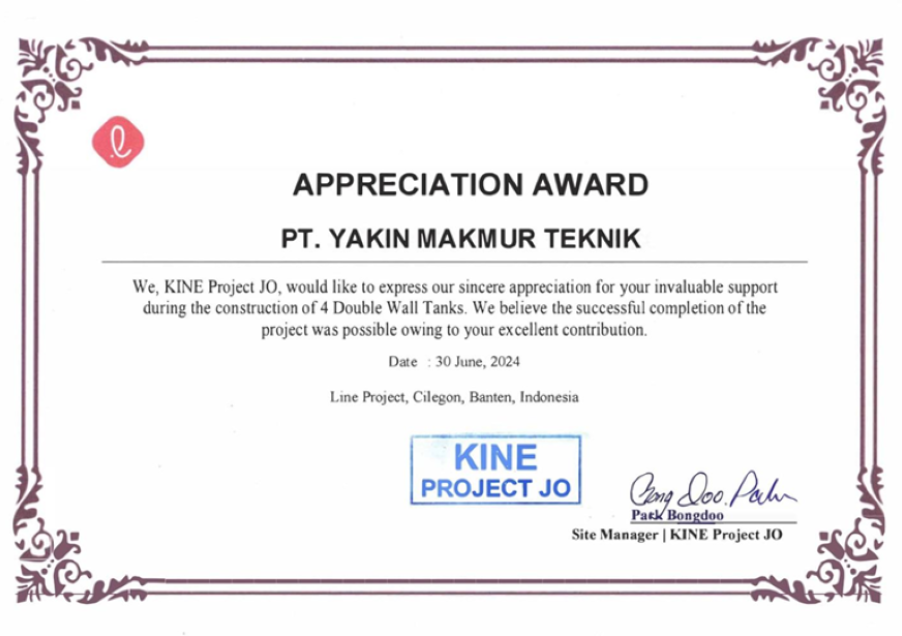 APPRECIATION AWARD
PT. YAKIN MAKMUR TEKNIK
We, KINE Project JO, would like to express our sincere appreciation for your invaluable support
during the construction of 4 Double Wall Tanks. We believe the successful completion of the
project was possible owing to your excellent contribution.
Date : 30 June, 2024
Line Project, Cilegon, Banten, Indonesia
KINE
PROJECT JO
Bong Doo. Park
Park Bongdoo
Site Manager | KINE Project JO